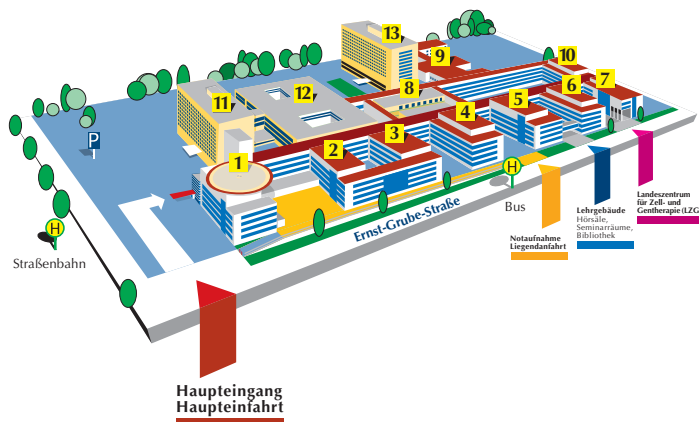 13
9
10
11
12
8
6
7
5
4
3
2
1
P
H
Straßenbahn
H
Bus
Ernst-Grube-Straße
Notaufnahme
Liegendanfahrt
Lehrgebäude
Hörsäle,
Seminarräume,
Bibliothek
Landeszentrum
für Zell- und
Gentherapie (LZG
Haupteingang
Haupteinfahrt